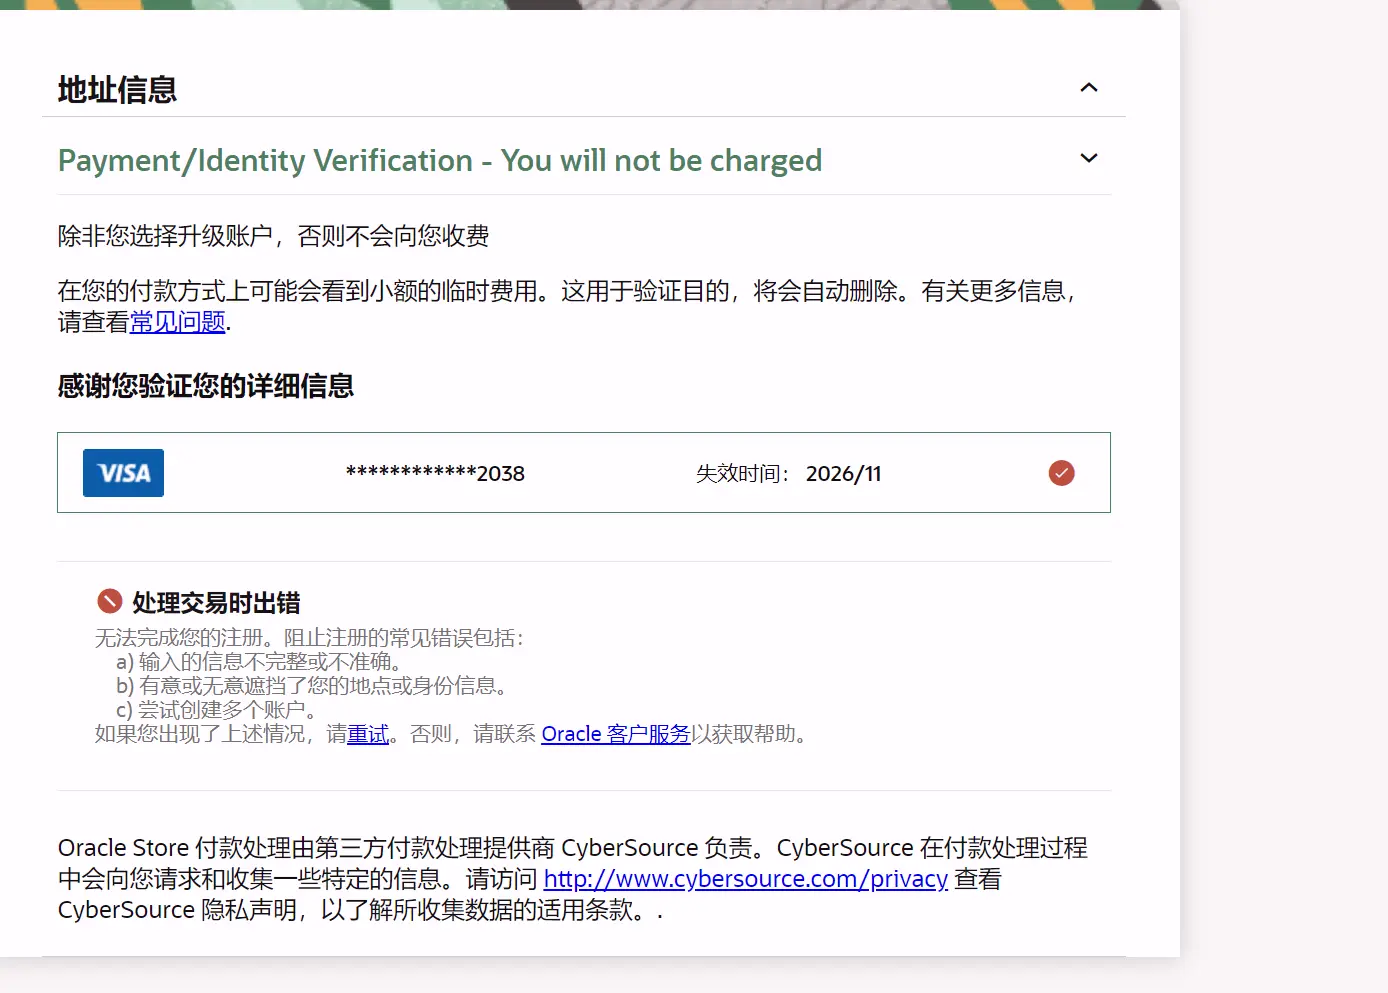 地址信息
Payment/Identity Verification - You will not be charged
除非您选择升级账户，否则不会向您收费
在您的付款方式上可能会看到小额的临时费用。这用于验证目的，将会自动删除。有关更多信息，
请查看常见问题.
感谢您验证您的详细信息
VISA ************2038 失效时间： 2026/11
处理交易时出错
无法完成您的注册。阻止注册的常见错误包括：
a) 输入的信息不完整或不准确。
b) 有意或无意遮挡了您的地点或身份信息。
c) 尝试创建多个账户。
如果您出现了上述情况，请重试。否则，请联系 Oracle 客户服务以获取帮助。
Oracle Store 付款处理由第三方付款处理提供商 CyberSource 负责。CyberSource 在付款处理过程
中会向您请求和收集一些特定的信息。请访问 http://www.cybersource.com/privacy 查看
CyberSource 隐私声明，以了解所收集数据的适用条款。.